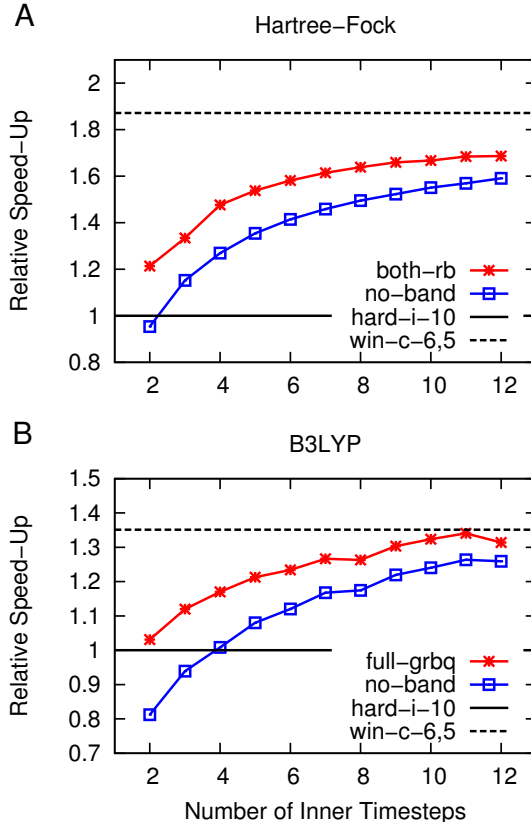 A
Hartree-Fock
Relative Speed-Up
2
1.8
1.6
1.4
1.2
1
0.8
both-rb
no-band
hard-i-10
win-c-6,5
2 4 6 8 10 12
B
B3LYP
Relative Speed-Up
1.5
1.4
1.3
1.2
1.1
1
0.9
0.8
0.7
full-grbq
no-band
hard-i-10
win-c-6,5
2 4 6 8 10 12
Number of Inner Timesteps